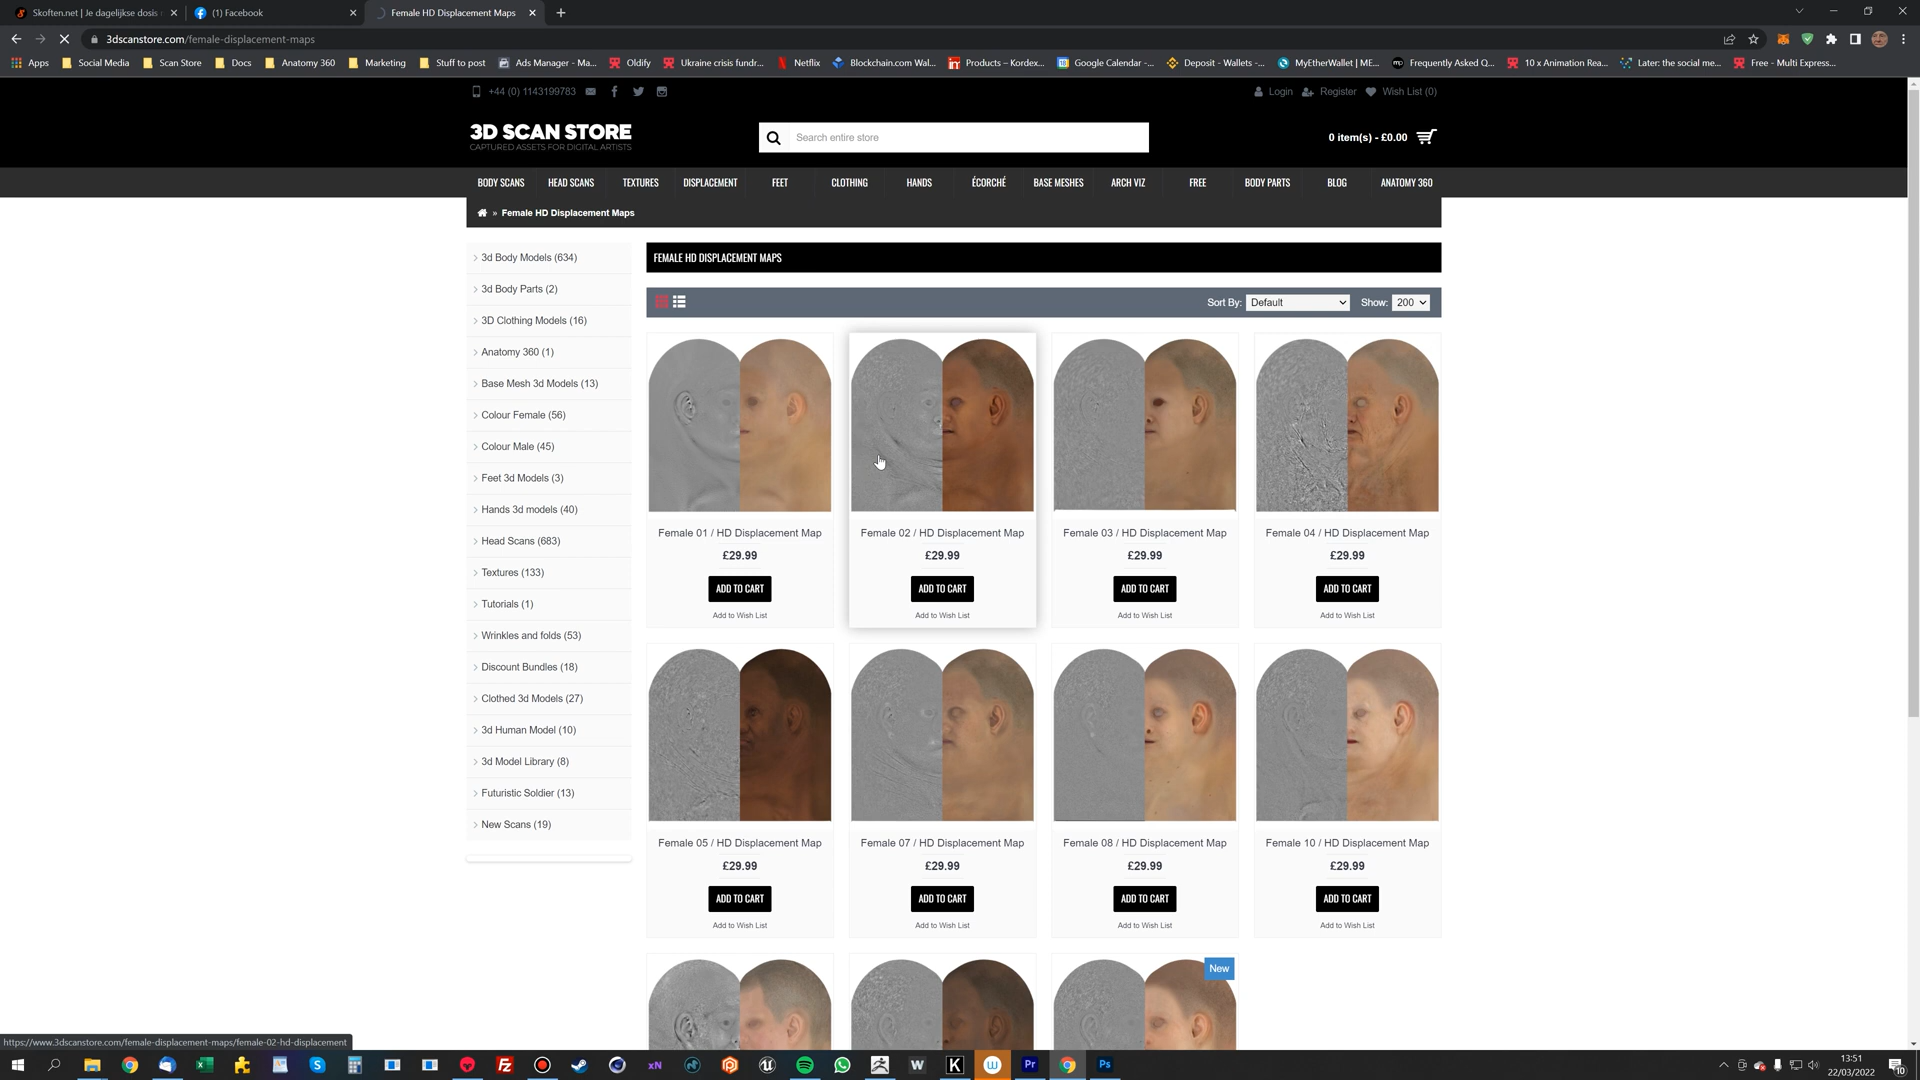 Skoften.net | Je dagelijkse dosis
(1) Facebook
Female HD Displacement Maps
3dscanstore.com/female-displacement-maps
Apps
Social Media
Scan Store
Docs
Anatomy 360
Marketing
Stuff to post
Ads Manager - Ma...
Oldify
Ukraine crisis fundr...
Netflix
Blockchain.com Wal...
Products – Kordex...
Google Calendar -...
Deposit - Wallets -...
MyEtherWallet | ME...
Frequently Asked Q...
10 x Animation Rea...
Later: the social me...
Free - Multi Express...
+44 (0) 1143199783
Login
Register
Wish List (0)
3D SCAN STORE
CAPTURED ASSETS FOR DIGITAL ARTISTS
Search entire store
0 item(s) - £0.00
BODY SCANS HEAD SCANS TEXTURES DISPLACEMENT FEET CLOTHING HANDS ÉCORCHÉ BASE MESHES ARCH VIZ FREE BODY PARTS BLOG ANATOMY 360
» Female HD Displacement Maps
3d Body Models (634)
3d Body Parts (2)
3D Clothing Models (16)
Anatomy 360 (1)
Base Mesh 3d Models (13)
Colour Female (56)
Colour Male (45)
Feet 3d Models (3)
Hands 3d models (40)
Head Scans (683)
Textures (133)
Tutorials (1)
Wrinkles and folds (53)
Discount Bundles (18)
Clothed 3d Models (27)
3d Human Model (10)
3d Model Library (8)
Futuristic Soldier (13)
New Scans (19)
FEMALE HD DISPLACEMENT MAPS
Sort By: Default Show: 200
Female 01 / HD Displacement Map
£29.99
ADD TO CART
Add to Wish List
Female 02 / HD Displacement Map
£29.99
ADD TO CART
Add to Wish List
Female 03 / HD Displacement Map
£29.99
ADD TO CART
Add to Wish List
Female 04 / HD Displacement Map
£29.99
ADD TO CART
Add to Wish List
Female 05 / HD Displacement Map
£29.99
ADD TO CART
Add to Wish List
Female 07 / HD Displacement Map
£29.99
ADD TO CART
Add to Wish List
Female 08 / HD Displacement Map
£29.99
ADD TO CART
Add to Wish List
Female 10 / HD Displacement Map
£29.99
ADD TO CART
Add to Wish List
New
https://www.3dscanstore.com/female-displacement-maps/female-02-hd-displacement
13:51
22/03/2022